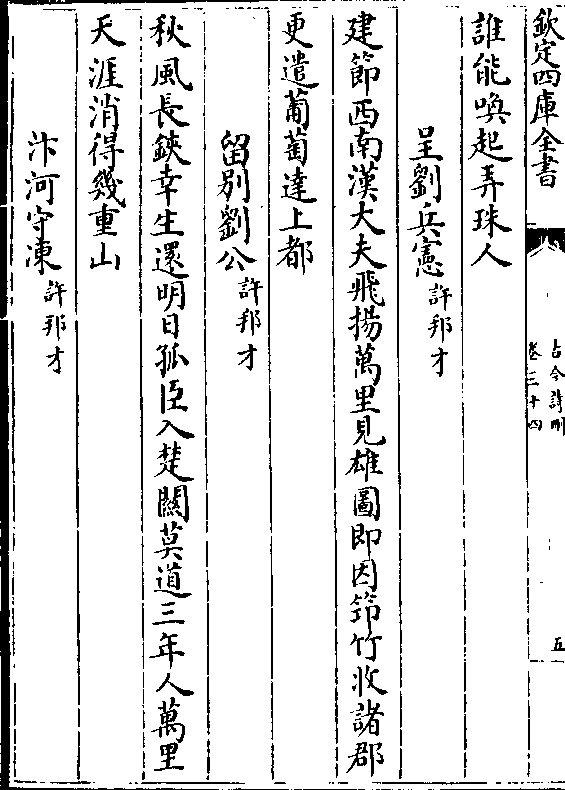 欽定四庫全書
古今詩刪
卷三十四
五
誰能喚起弄珠人
呈劉兵憲許邦才
建節西南漢大夫飛揚萬里見雄圖即因筇竹收諸郡
更遣葡萄達上都
留別劉公許邦才
秋風長鋏幸生還明日孤臣入楚關莫道三年人萬里
天涯消得幾重山
汴河守凍許邦才